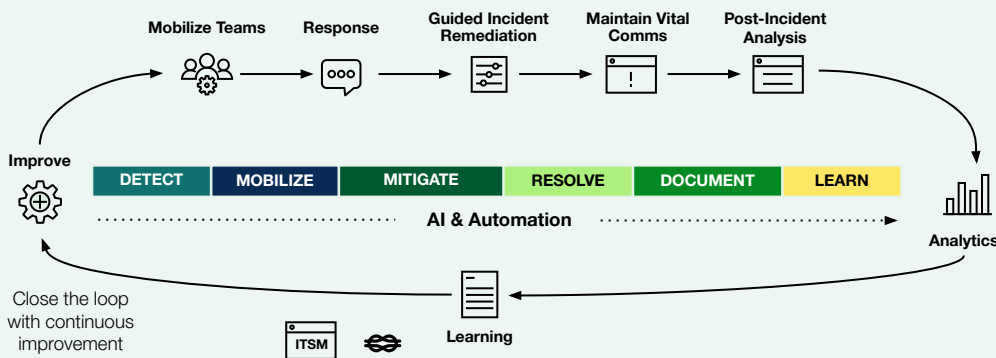 Mobilize Teams
Response
Guided Incident
Remediation
Maintain Vital
Comms
Post-Incident
Analysis
Improve
DETECT
MOBILIZE
MITIGATE
RESOLVE
DOCUMENT
LEARN
AI & Automation
Analytics
Close the loop
with continuous
improvement
Learning
ITSM